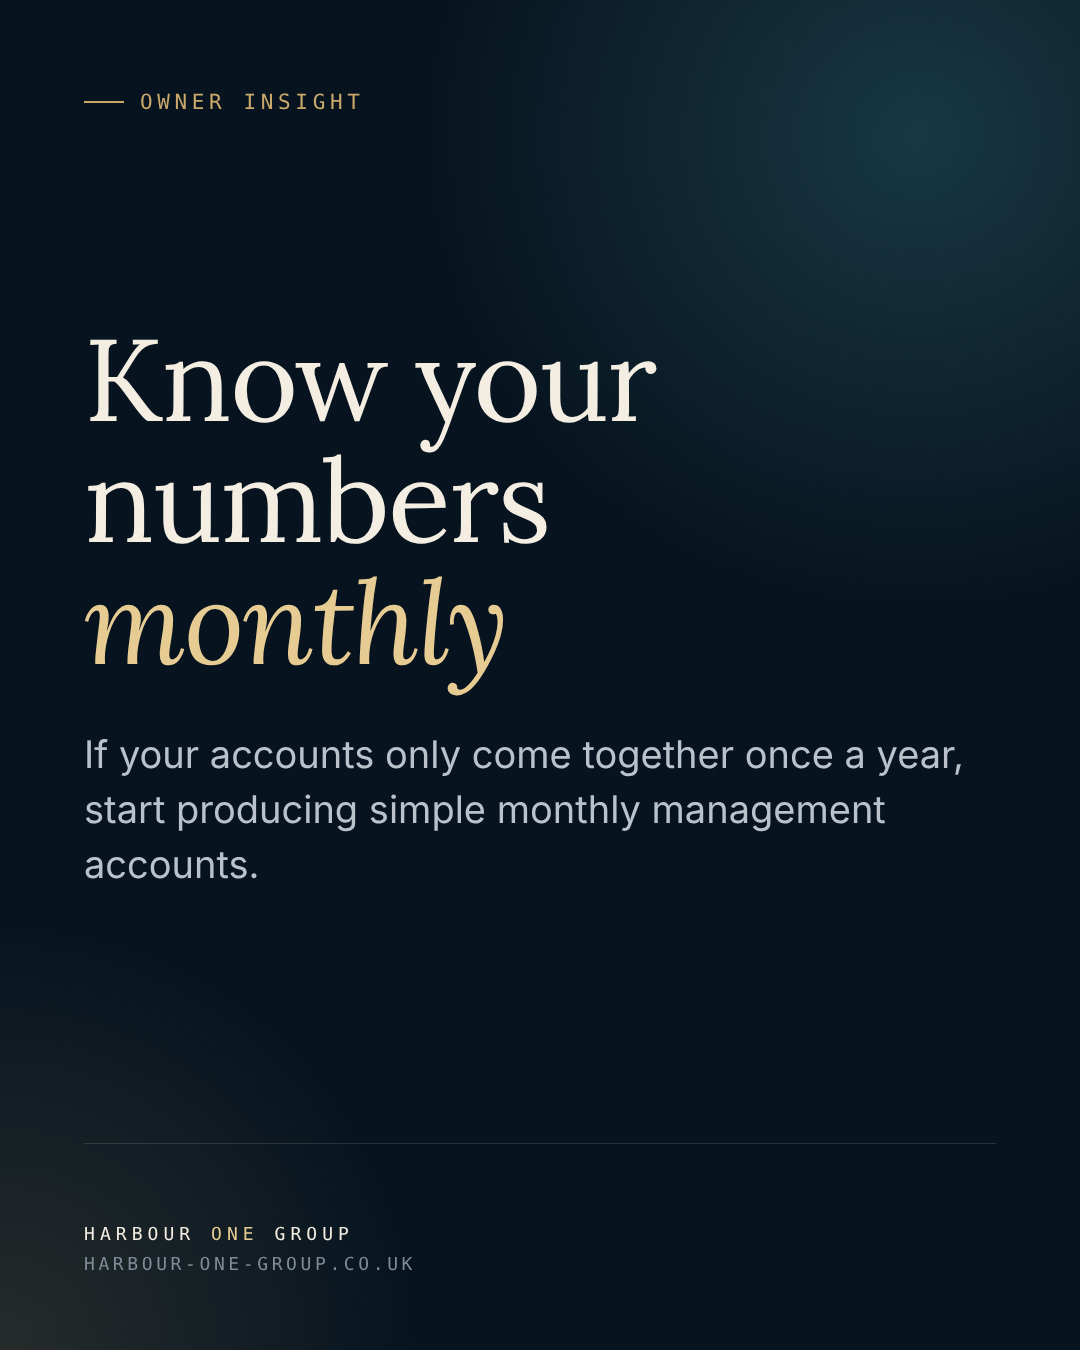 OWNER INSIGHT
Know your
numbers
monthly
If your accounts only come together once a year,
start producing simple monthly management
accounts.
HARBOUR ONE GROUP
HARBOUR-ONE-GROUP.CO.UK